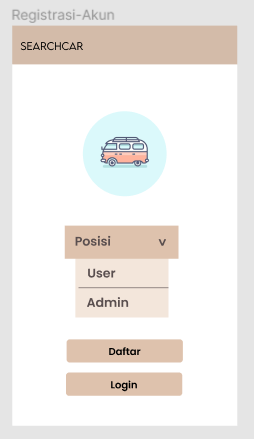 Registrasi-Akun
SEARCHCAR
Posisi v
User
Admin
Daftar
Login